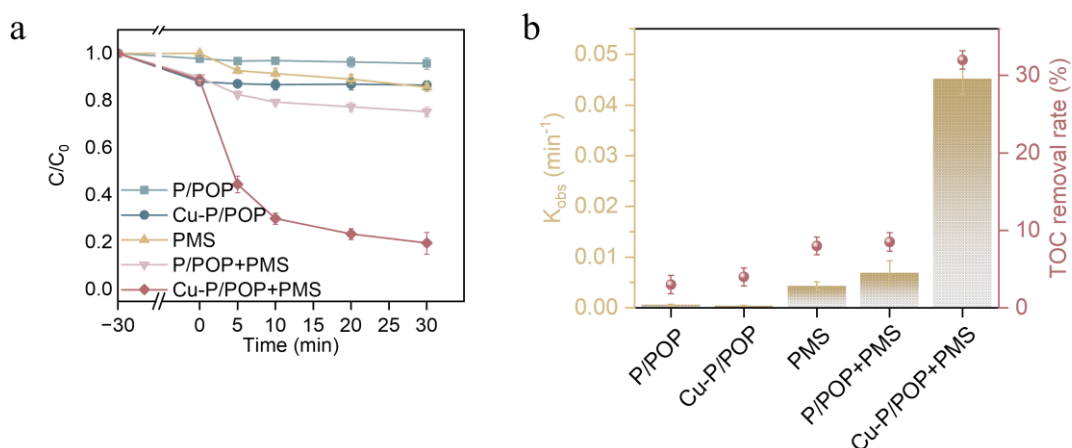 a
C/C0
1.0
0.8
0.6
0.4
0.2
0.0
P/POP
Cu-P/POP
PMS
P/POP+PMS
Cu-P/POP+PMS
−30 0 5 10 15 20 25 30
Time (min)
b
Kobs (min-1)
0.05
0.04
0.03
0.02
0.01
0.00
P/POP
Cu-P/POP
PMS
P/POP+PMS
Cu-P/POP+PMS
30
20
10
0
TOC removal rate (%)